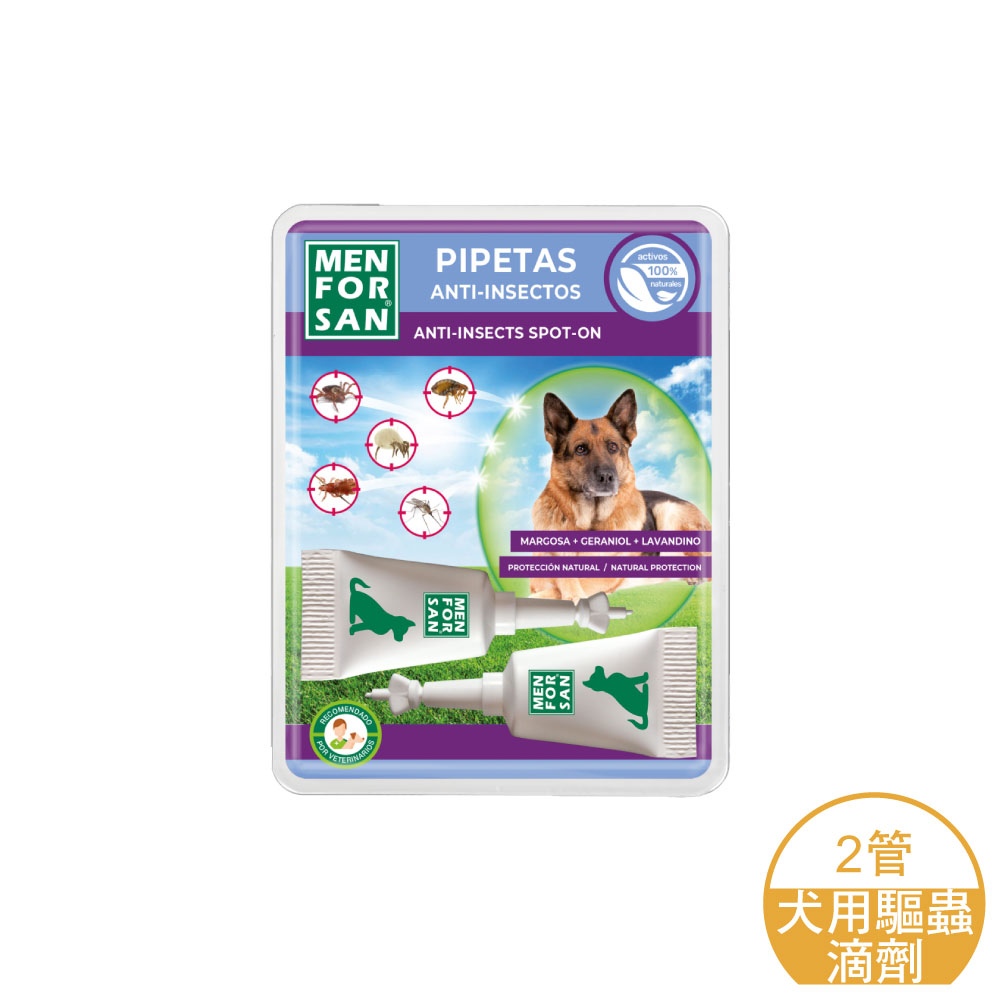 MEN
FOR
SAN®
PIPETAS
ANTI-INSECTOS
ANTI-INSECTS SPOT-ON
activos
100%
naturales
MARGOSA + GERANIOL + LAVANDINO
PROTECCIÓN NATURAL / NATURAL PROTECTION
MEN
FOR
SAN
MEN
FOR
SAN
RECOMENDADO
POR VETERINARIOS
2管
犬用驅蟲
滴劑